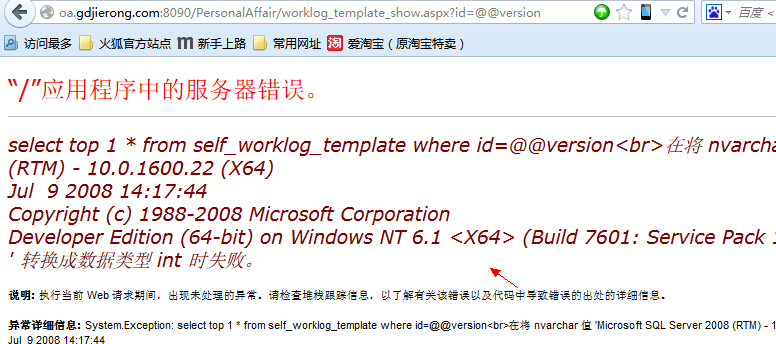 oa.gdjierong.com:8090/PersonalAffair/worklog_template_show.aspx?id=@@version
百度
访问最多 火狐官方站点 新手上路 常用网址 淘 爱淘宝（原淘宝特卖）
“/”应用程序中的服务器错误。
select top 1 * from self_worklog_template where id=@@version<br>在将 nvarcha
(RTM) - 10.0.1600.22 (X64)
Jul 9 2008 14:17:44
Copyright (c) 1988-2008 Microsoft Corporation
Developer Edition (64-bit) on Windows NT 6.1 <X64> (Build 7601: Service Pack 1
' 转换成数据类型 int 时失败。
说明: 执行当前 Web 请求期间，出现未处理的异常。请检查堆栈跟踪信息，以了解有关该错误以及代码中导致错误的出处的详细信息。
异常详细信息: System.Exception: select top 1 * from self_worklog_template where id=@@version<br>在将 nvarchar 值 'Microsoft SQL Server 2008 (RTM) - 1
Jul 9 2008 14:17:44